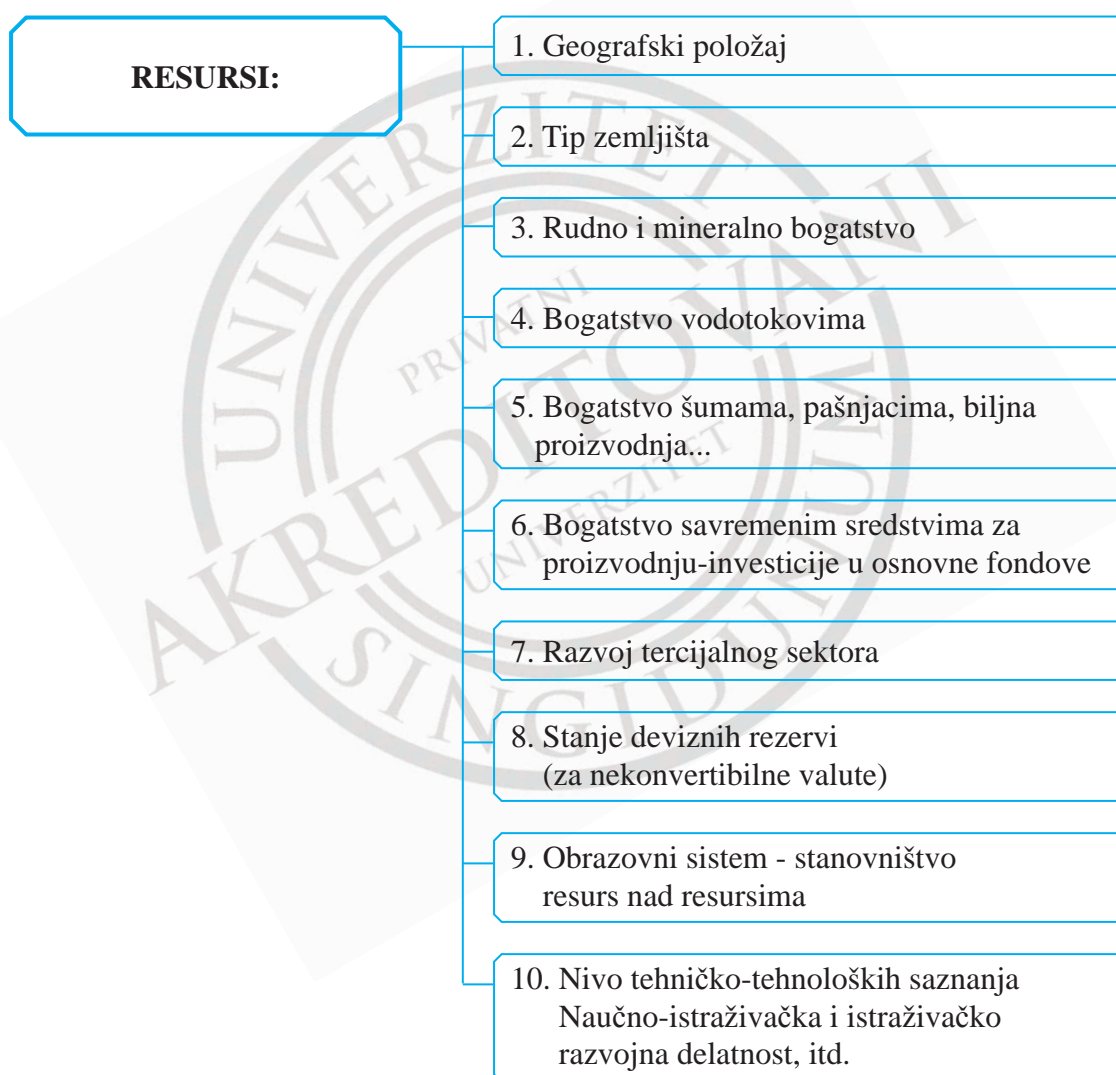 RESURSI:
1. Geografski položaj
2. Tip zemljišta
3. Rudno i mineralno bogatstvo
4. Bogatstvo vodotokovima
5. Bogatstvo šumama, pašnjacima, biljna
proizvodnja...
6. Bogatstvo savremenim sredstvima za
proizvodnju-investicije u osnovne fondove
7. Razvoj tercijalnog sektora
8. Stanje deviznih rezervi
(za nekonvertibilne valute)
9. Obrazovni sistem - stanovništvo
resurs nad resursima
10. Nivo tehničko-tehnoloških saznanja
Naučno-istraživačka i istraživačko
razvojna delatnost, itd.
UNIVERZITET
PRIVATNI
AKREDITOVANI
UNIVERZITET
SINGIDUNUM